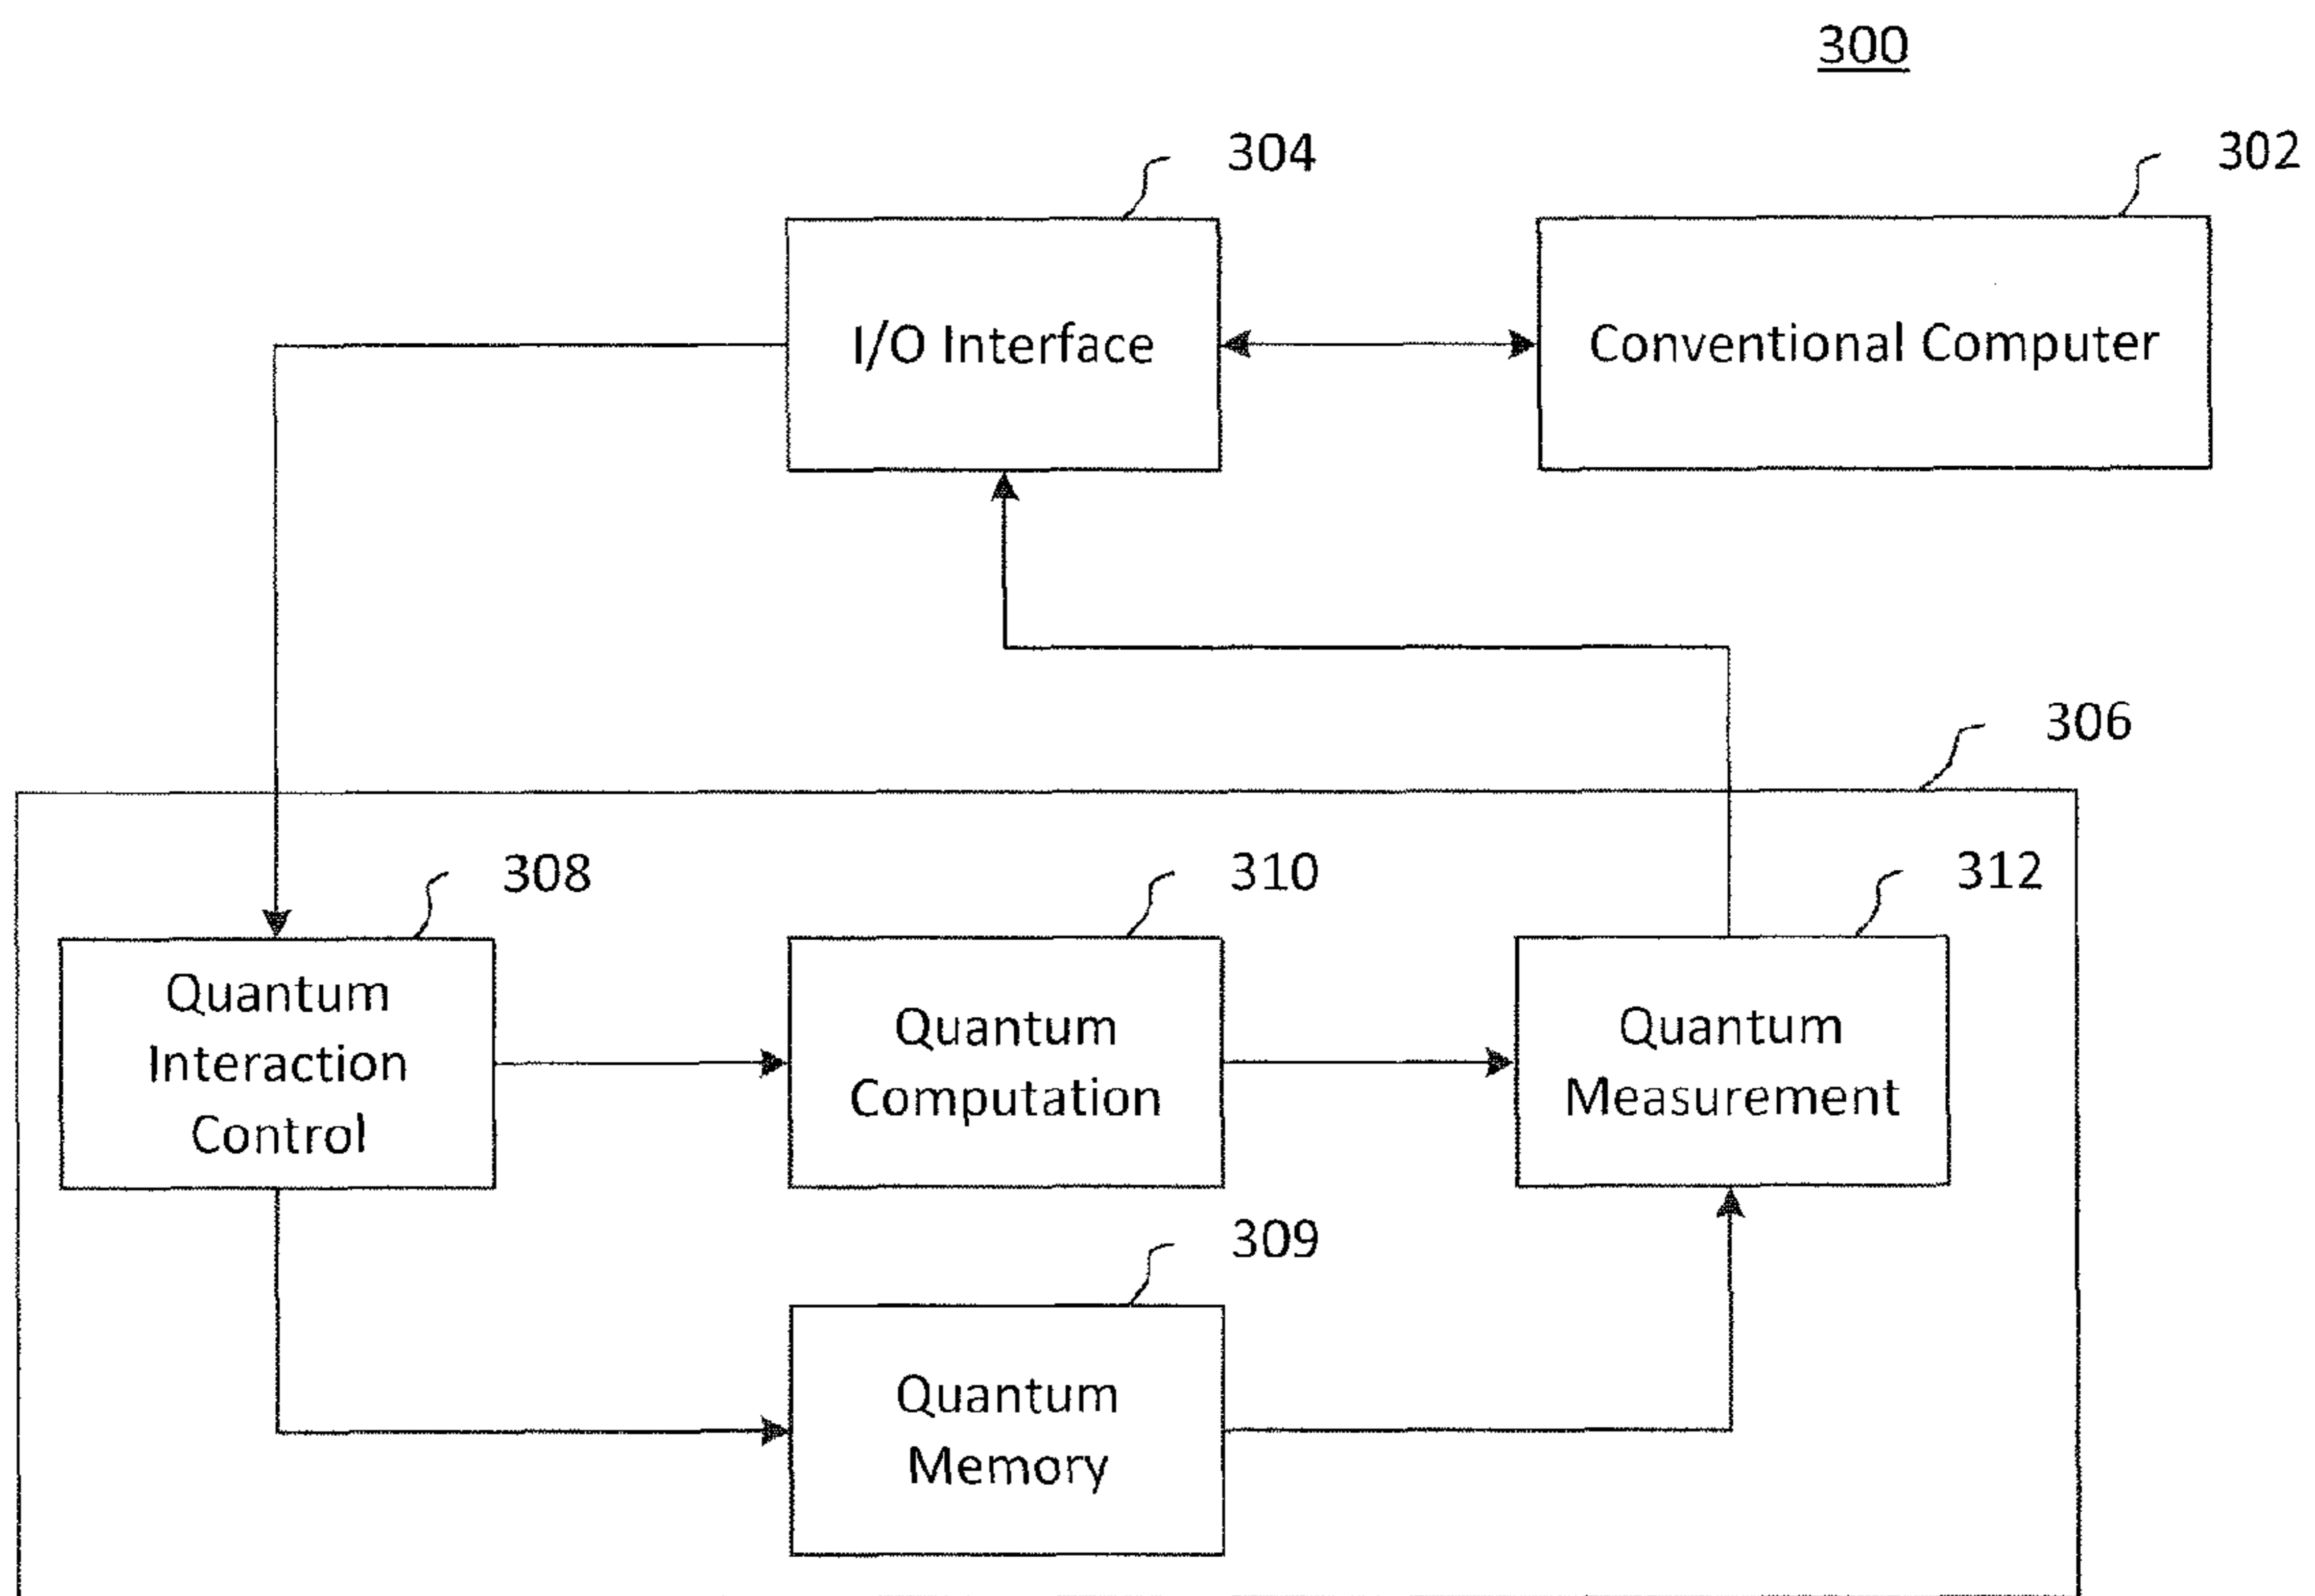 300
304
302
I/O Interface
Conventional Computer
306
308
310
312
Quantum
Interaction
Control
Quantum
Computation
Quantum
Measurement
309
Quantum
Memory